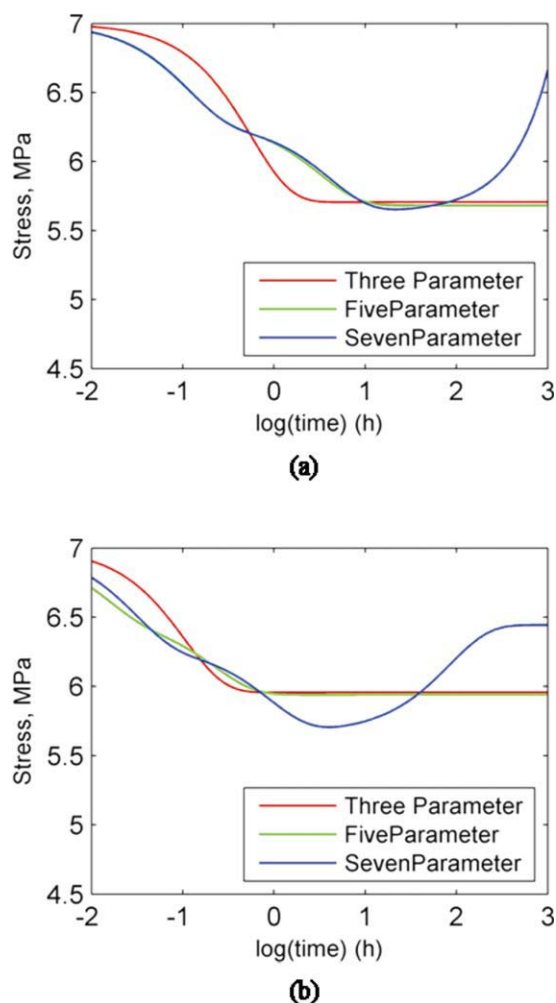 7
6.5
6
5.5
5
4.5
Stress, MPa
Three Parameter
FiveParameter
SevenParameter
-2 -1 0 1 2 3
log(time) (h)
(a)
7
6.5
6
5.5
5
4.5
Stress, MPa
Three Parameter
FiveParameter
SevenParameter
-2 -1 0 1 2 3
log(time) (h)
(b)